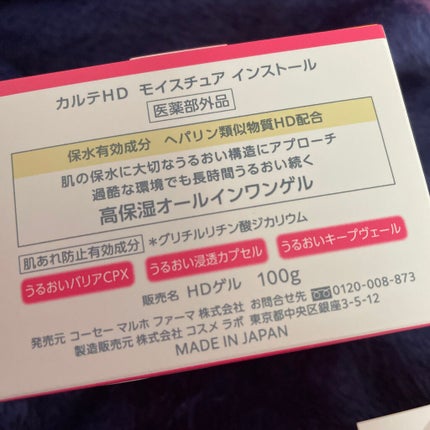 カルテHD モイスチュア インストール
医薬部外品
保水有効成分 ヘパリン類似物質HD配合
肌の保水に大切なうるおい構造にアプローチ
過酷な環境でも長時間うるおい続く
高保湿オールインワンゲル
肌あれ防止有効成分 *グリチルリチン酸ジカリウム
うるおいバリアCPX うるおい浸透カプセル うるおいキープヴェール
販売名 HDゲル 100g
発売元 コーセー マルホ ファーマ 株式会社 お問合せ先 0120-008-873
製造販売元 株式会社 コスメ ラボ 東京都中央区銀座3-5-12
MADE IN JAPAN